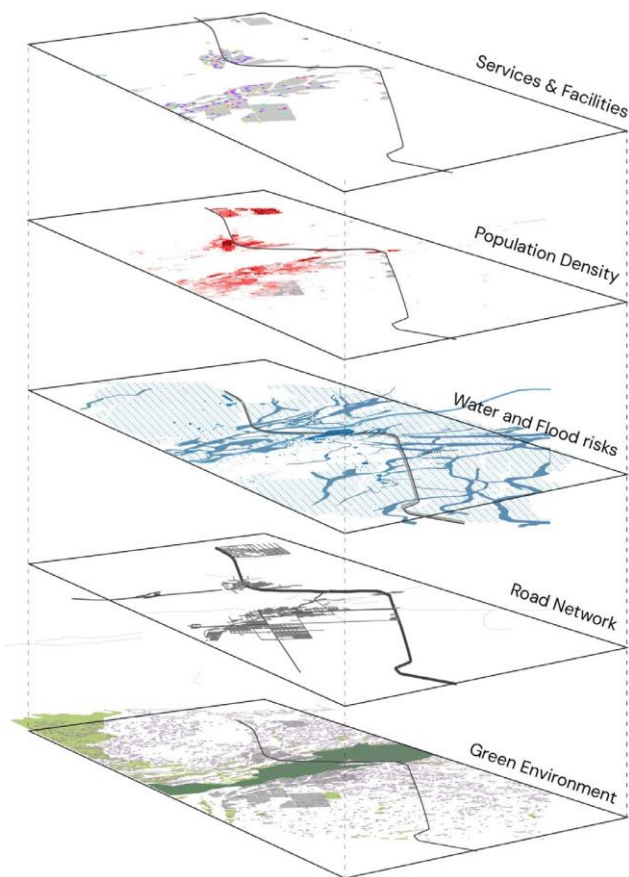 Services & Facilities
Population Density
Water and Flood risks
Road Network
Green Environment